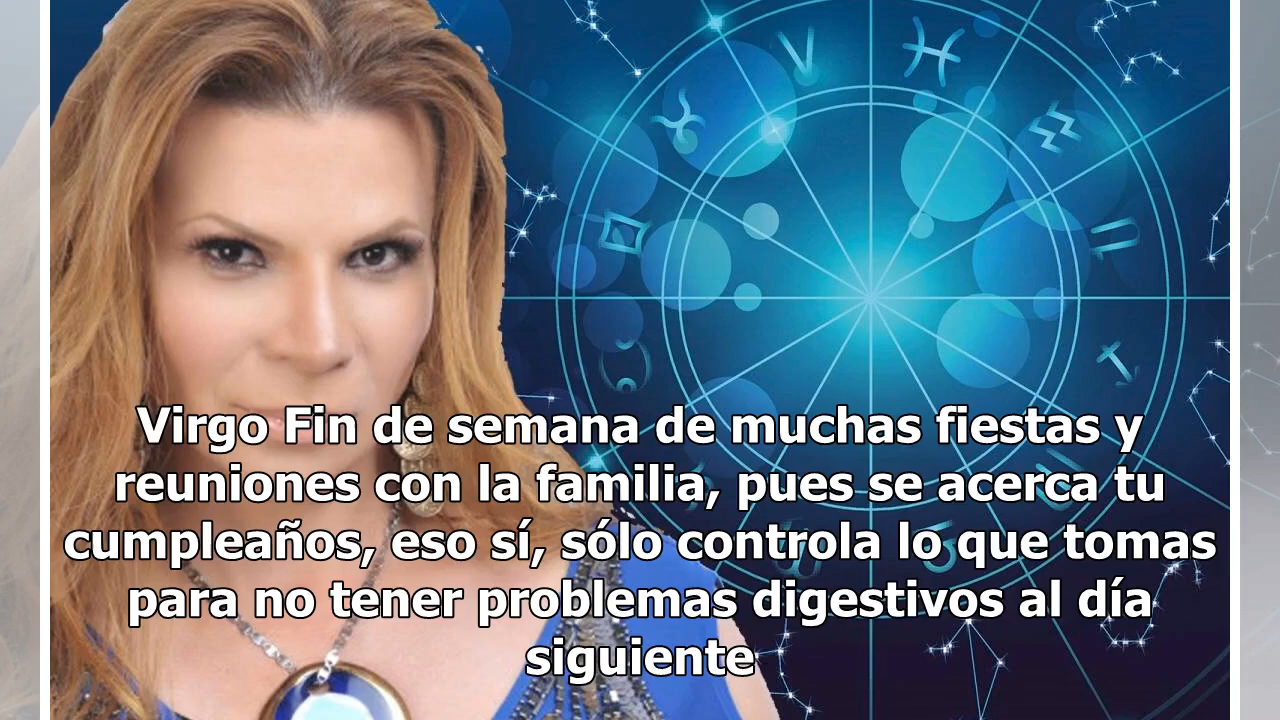 Virgo Fin de semana de muchas fiestas y
reuniones con la familia, pues se acerca tu
cumpleaños, eso sí, sólo controla lo que tomas
para no tener problemas digestivos al día
siguiente